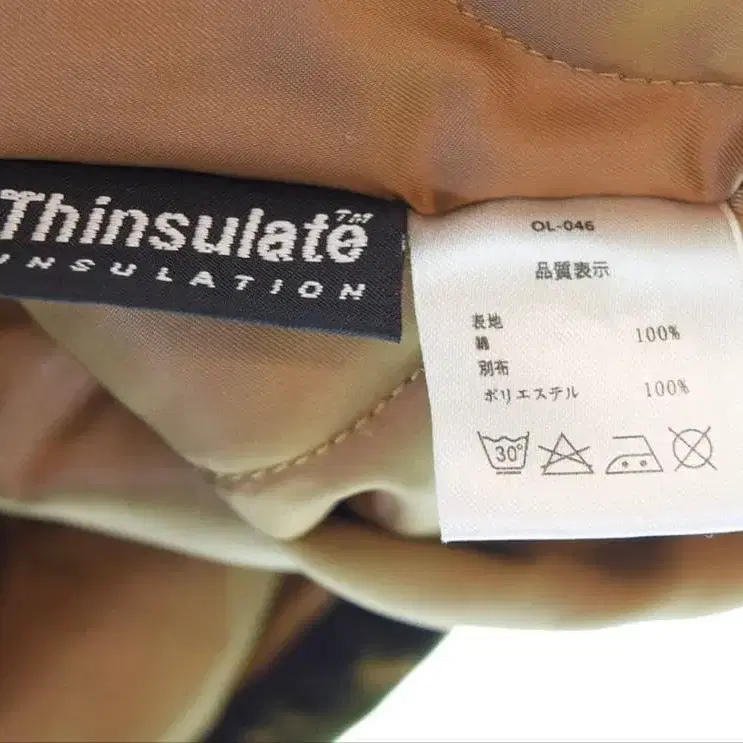 Thinsulate™
INSULATION
OL-046
品質表示
表地
綿 100%
別布
ポリエステル 100%
30°